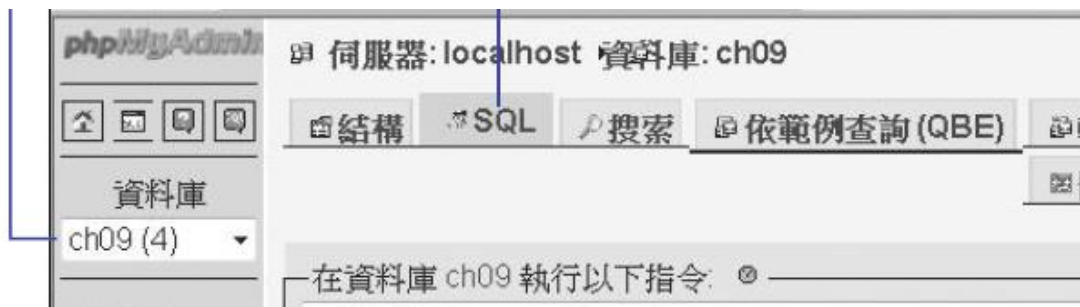 phpMyAdmin
伺服器: localhost 資料庫: ch09
結構 SQL 搜索 依範例查詢 (QBE)
資料庫
ch09 (4)
在資料庫 ch09 執行以下指令: